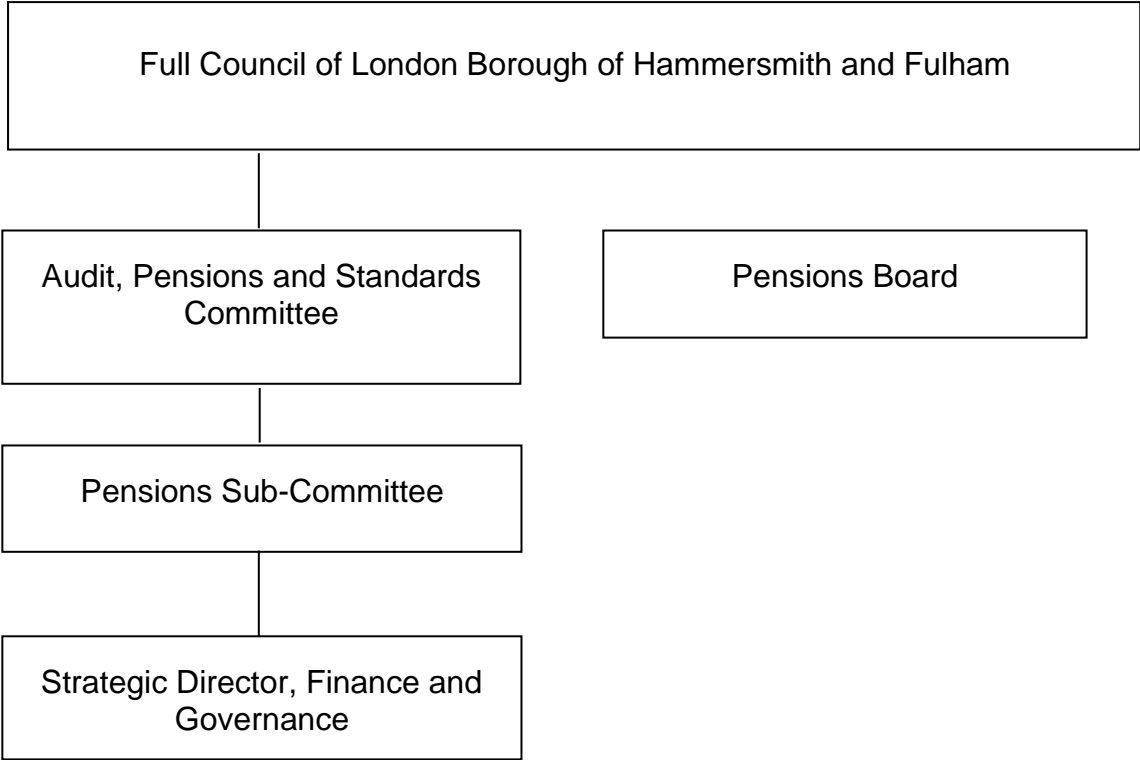 Full Council of London Borough of Hammersmith and Fulham
Audit, Pensions and Standards
Committee
Pensions Board
Pensions Sub-Committee
Strategic Director, Finance and
Governance